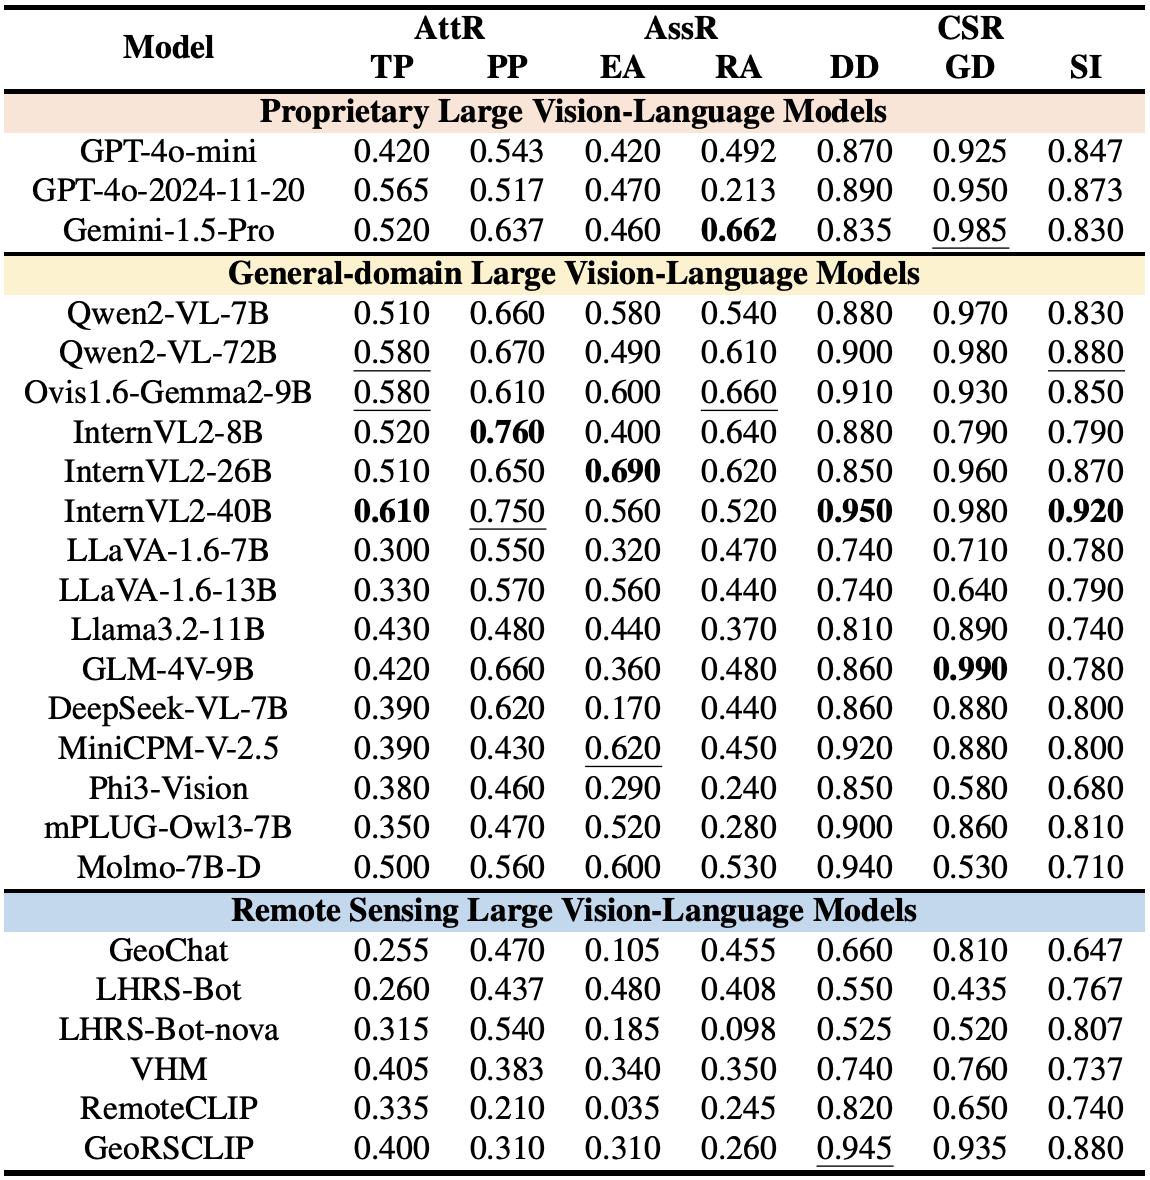 Model AttR AssR CSR
TP PP EA RA DD GD SI
Proprietary Large Vision-Language Models
GPT-4o-mini 0.420 0.543 0.420 0.492 0.870 0.925 0.847
GPT-4o-2024-11-20 0.565 0.517 0.470 0.213 0.890 0.950 0.873
Gemini-1.5-Pro 0.520 0.637 0.460 0.662 0.835 0.985 0.830
General-domain Large Vision-Language Models
Qwen2-VL-7B 0.510 0.660 0.580 0.540 0.880 0.970 0.830
Qwen2-VL-72B 0.580 0.670 0.490 0.610 0.900 0.980 0.880
Ovis1.6-Gemma2-9B 0.580 0.610 0.600 0.660 0.910 0.930 0.850
InternVL2-8B 0.520 0.760 0.400 0.640 0.880 0.790 0.790
InternVL2-26B 0.510 0.650 0.690 0.620 0.850 0.960 0.870
InternVL2-40B 0.610 0.750 0.560 0.520 0.950 0.980 0.920
LLaVA-1.6-7B 0.300 0.550 0.320 0.470 0.740 0.710 0.780
LLaVA-1.6-13B 0.330 0.570 0.560 0.440 0.740 0.640 0.790
Llama3.2-11B 0.430 0.480 0.440 0.370 0.810 0.890 0.740
GLM-4V-9B 0.420 0.660 0.360 0.480 0.860 0.990 0.780
DeepSeek-VL-7B 0.390 0.620 0.170 0.440 0.860 0.880 0.800
MiniCPM-V-2.5 0.390 0.430 0.620 0.450 0.920 0.880 0.800
Phi3-Vision 0.380 0.460 0.290 0.240 0.850 0.580 0.680
mPLUG-Owl3-7B 0.350 0.470 0.520 0.280 0.900 0.860 0.810
Molmo-7B-D 0.500 0.560 0.600 0.530 0.940 0.530 0.710
Remote Sensing Large Vision-Language Models
GeoChat 0.255 0.470 0.105 0.455 0.660 0.810 0.647
LHRS-Bot 0.260 0.437 0.480 0.408 0.550 0.435 0.767
LHRS-Bot-nova 0.315 0.540 0.185 0.098 0.525 0.520 0.807
VHM 0.405 0.383 0.340 0.350 0.740 0.760 0.737
RemoteCLIP 0.335 0.210 0.035 0.245 0.820 0.650 0.740
GeoRSCLIP 0.400 0.310 0.310 0.260 0.945 0.935 0.880